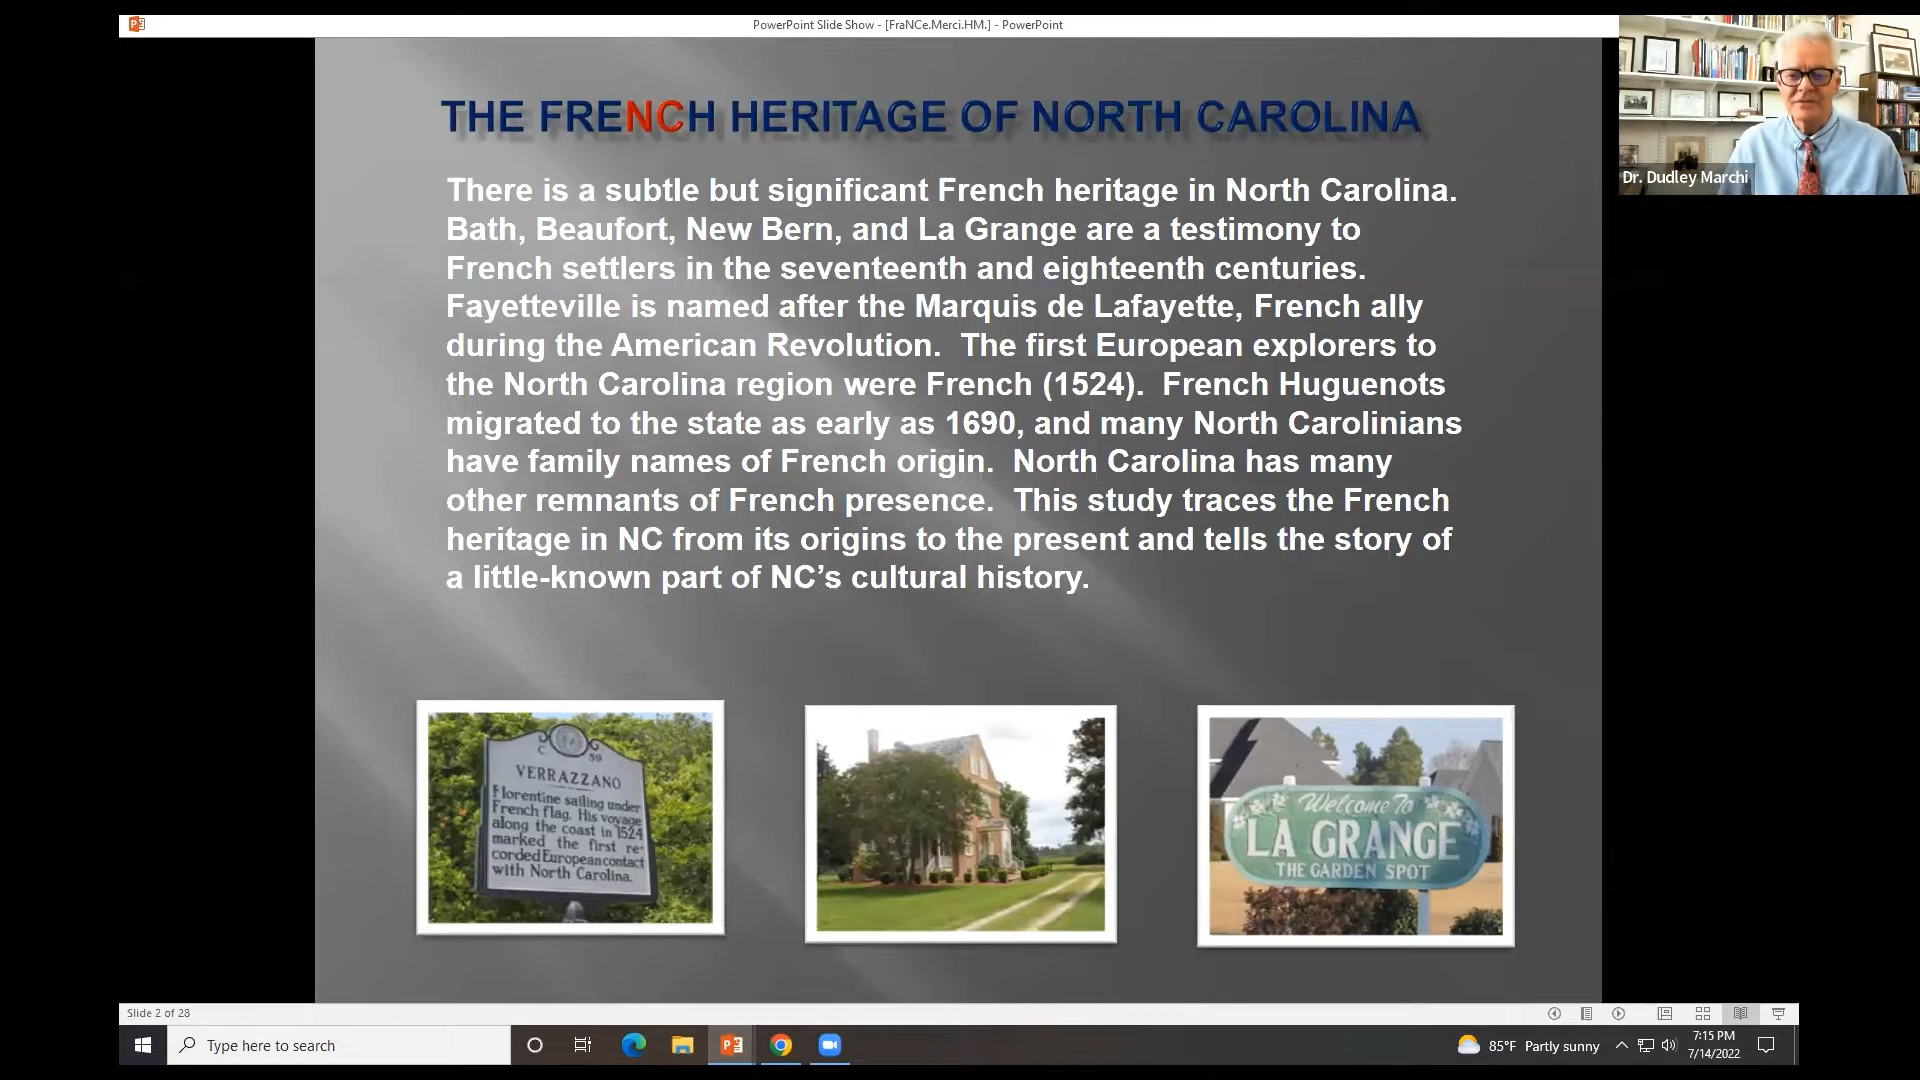 PowerPoint Slide Show - [FraNCe.Merci.HM.] - PowerPoint
Dr. Dudley Marchi
THE FRENCH HERITAGE OF NORTH CAROLINA
There is a subtle but significant French heritage in North Carolina.
Bath, Beaufort, New Bern, and La Grange are a testimony to
French settlers in the seventeenth and eighteenth centuries.
Fayetteville is named after the Marquis de Lafayette, French ally
during the American Revolution.  The first European explorers to
the North Carolina region were French (1524).  French Huguenots
migrated to the state as early as 1690, and many North Carolinians
have family names of French origin.  North Carolina has many
other remnants of French presence.  This study traces the French
heritage in NC from its origins to the present and tells the story of
a little-known part of NC’s cultural history.
C 59
VERRAZZANO
Florentine sailing under
French flag. His voyage
along the coast in 1524
marked the first re-
corded European contact
with North Carolina.
Welcome To
LA GRANGE
THE GARDEN SPOT
Slide 2 of 28
Type here to search
85°F Partly sunny
7:15 PM
7/14/2022